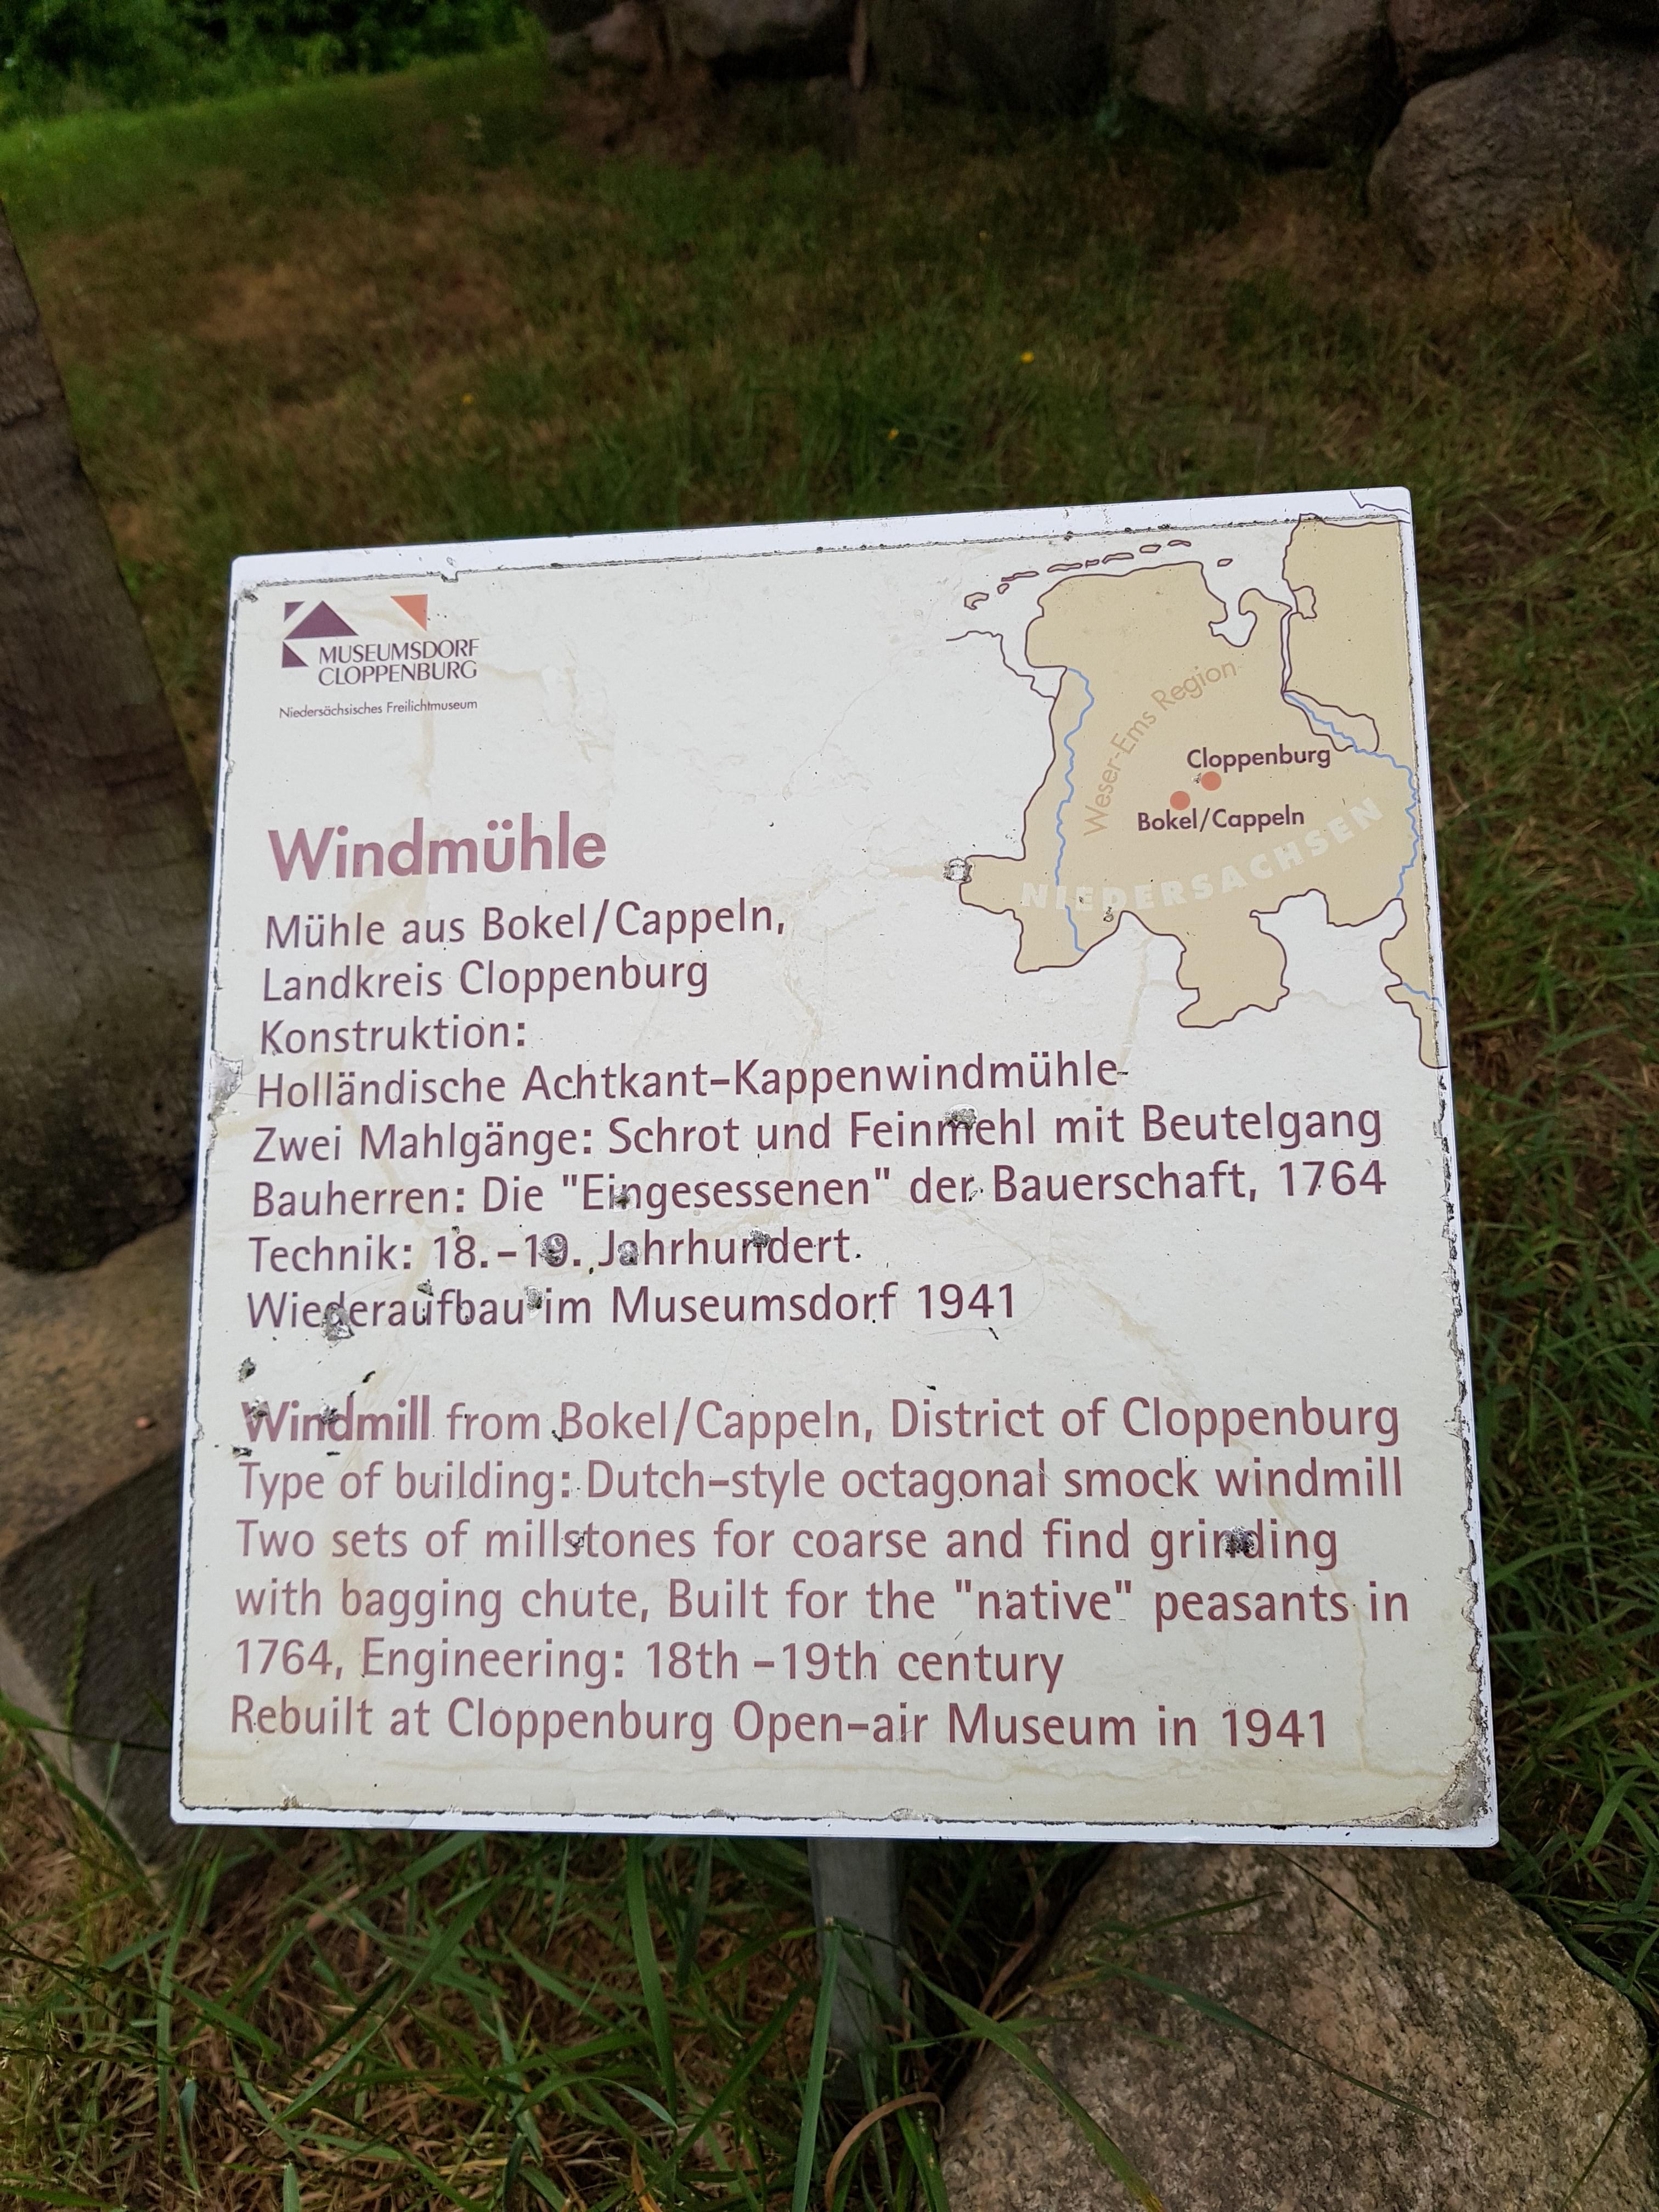 MUSEUMSDORF
CLOPPENBURG
Niedersächsisches Freilichtmuseum
Weser-Ems Region
Cloppenburg
Bokel/Cappeln
NIEDERSACHSEN
Windmühle
Mühle aus Bokel/Cappeln,
Landkreis Cloppenburg
Konstruktion:
Holländische Achtkant-Kappenwindmühle
Zwei Mahlgänge: Schrot und Feinmehl mit Beutelgang
Bauherren: Die "Eingesessenen" der Bauerschaft, 1764
Technik: 18.-19. Jahrhundert
Wiederaufbau im Museumsdorf 1941
Windmill from Bokel/Cappeln, District of Cloppenburg
Type of building: Dutch-style octagonal smock windmill
Two sets of millstones for coarse and find grinding
with bagging chute, Built for the "native" peasants in
1764, Engineering: 18th -19th century
Rebuilt at Cloppenburg Open-air Museum in 1941